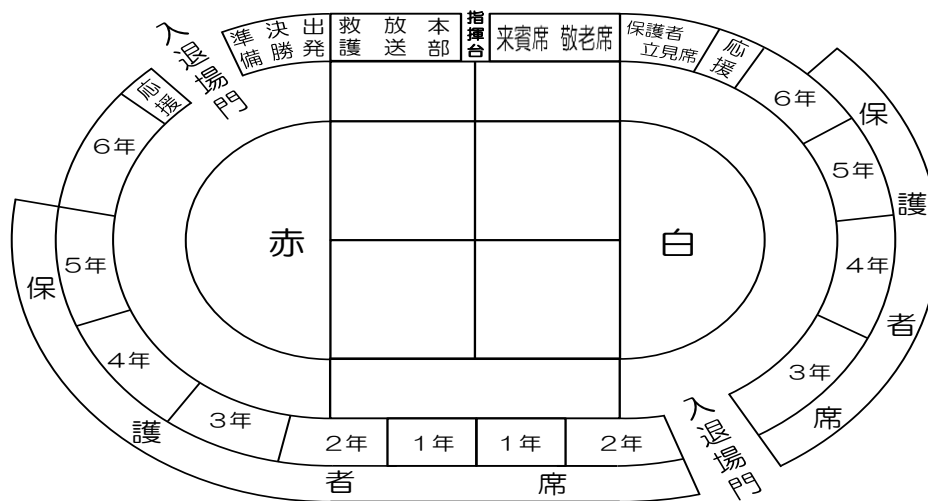 準備
決勝
出発
救護
放送
本部
指揮台
来賓席 敬老席
保護者
立見席
応援
6年
5年
4年
3年
保護者席
入退場門
応援
6年
5年
4年
3年
2年
1年
1年
2年
保護者席
入退場門
赤
白